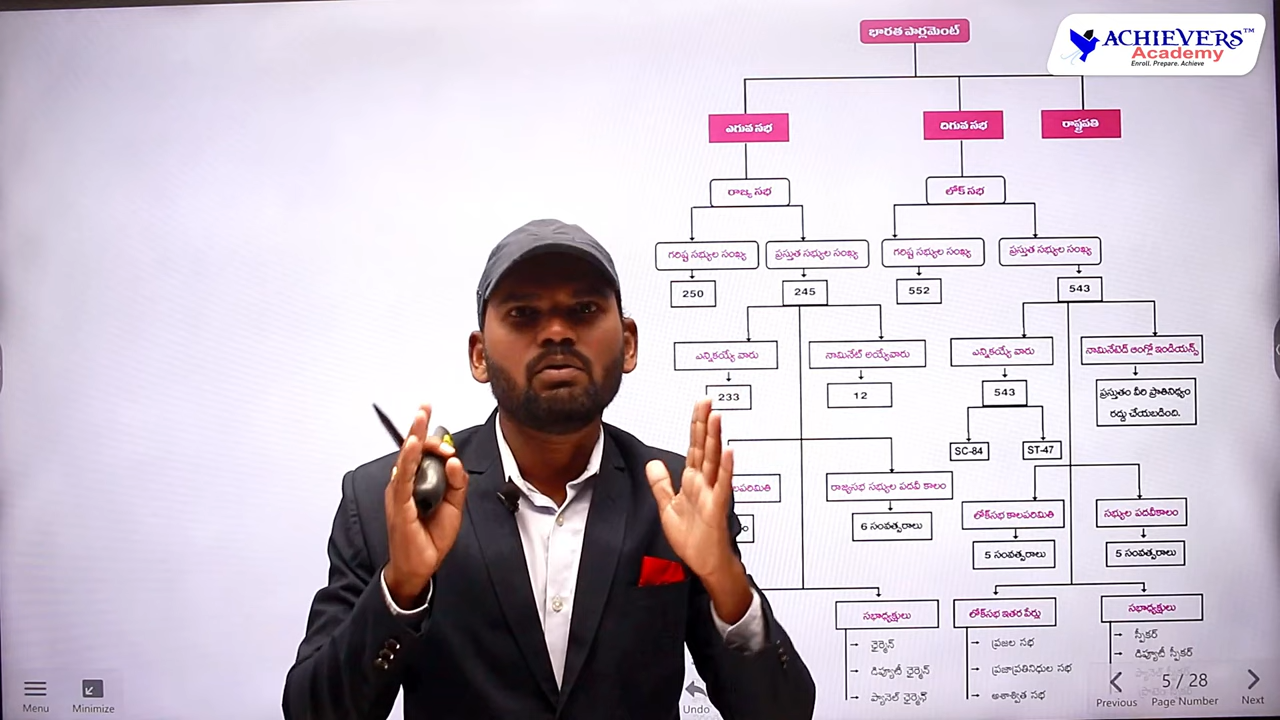 భారత పార్లమెంట్
ACHIEVERS™
Academy
Enroll. Prepare. Achieve
ఎగువ సభ
దిగువ సభ
రాష్ట్రపతి
రాజ్య సభ
లోక్ సభ
గరిష్ట సభ్యుల సంఖ్య
ప్రస్తుత సభ్యుల సంఖ్య
గరిష్ట సభ్యుల సంఖ్య
ప్రస్తుత సభ్యుల సంఖ్య
250
245
552
543
ఎన్నికయ్యే వారు
నామినేట్ అయ్యేవారు
ఎన్నికయ్యే వారు
నామినేటెడ్ ఆంగ్లో ఇండియన్స్
233
12
543
ప్రస్తుతం వీరి ప్రాతినిధ్యం
రద్దు చేయబడింది.
SC-84
ST-47
రాజ్యసభ సభ్యుల పదవీ కాలం
6 సంవత్సరాలు
లోక్‌సభ కాలపరిమితి
సభ్యుల పదవీకాలం
5 సంవత్సరాలు
5 సంవత్సరాలు
సభాధ్యక్షులు
లోక్‌సభ ఇతర పేర్లు
సభాధ్యక్షులు
→ ఛైర్మెన్
→ డిప్యూటీ ఛైర్మెన్
→ ప్యానెల్ ఛైర్మెన్
→ ప్రజల సభ
→ ప్రజాప్రతినిధుల సభ
→ అశాశ్విత సభ
→ స్పీకర్
→ డిప్యూటీ స్పీకర్
Menu
Minimize
Undo
Previous
5 / 28
Page Number
Next